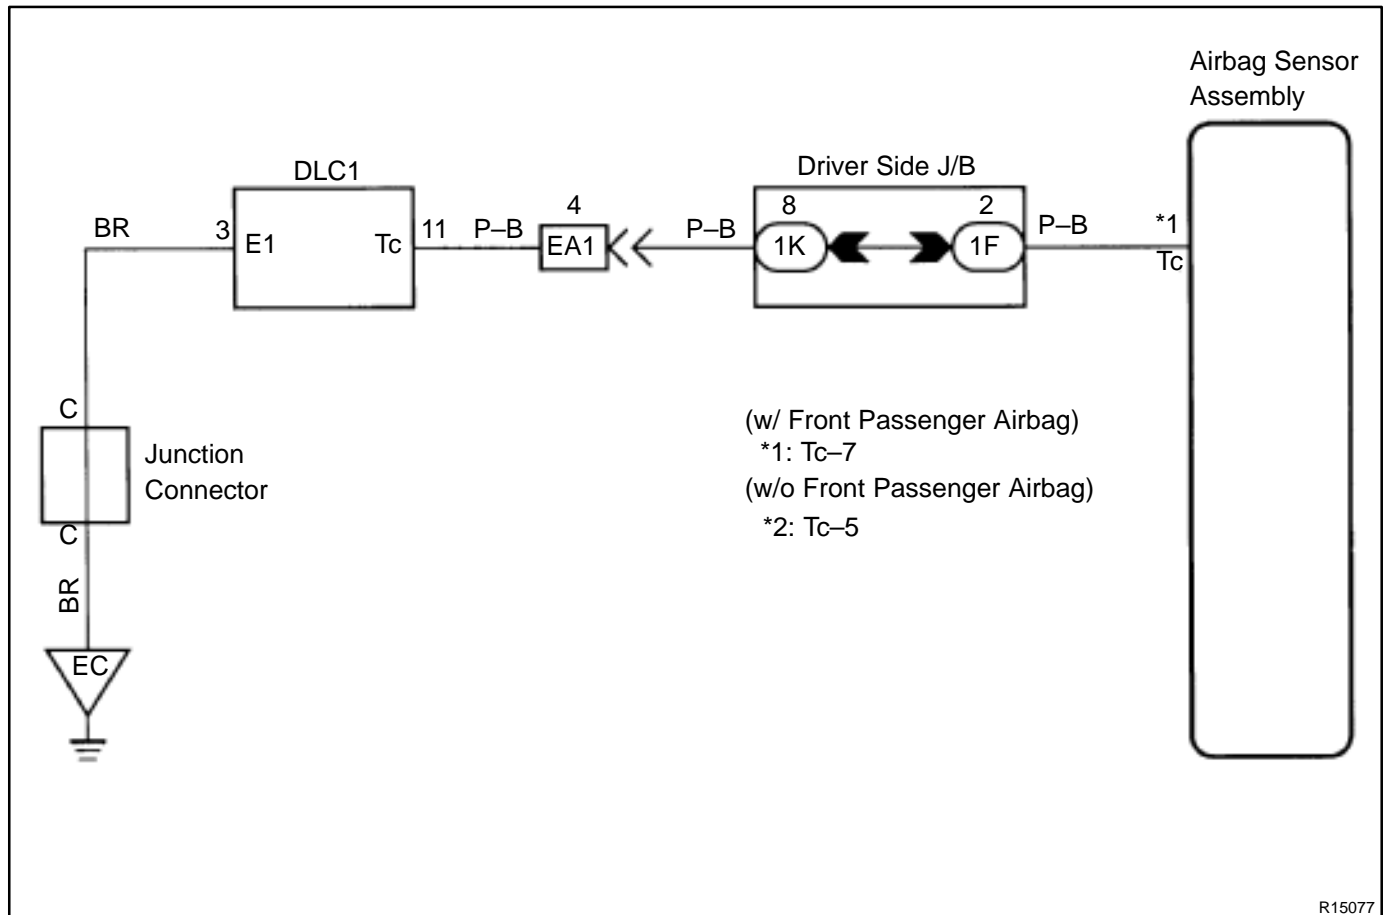 Airbag Sensor
Assembly
DLC1
Driver Side J/B
BR
3
E1
Tc
11
P–B
4
EA1
P–B
8
1K
2
1F
P–B
*1
Tc
C
Junction
Connector
C
BR
EC
(w/ Front Passenger Airbag)
*1: Tc–7
(w/o Front Passenger Airbag)
*2: Tc–5
R15077